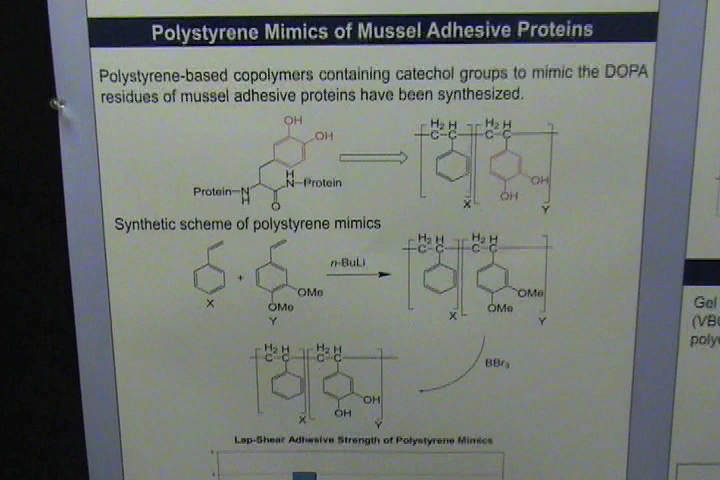 Polystyrene Mimics of Mussel Adhesive Proteins
Polystyrene-based copolymers containing catechol groups to mimic the DOPA
residues of mussel adhesive proteins have been synthesized.
OH
OH
Protein-N
H
O
H
N-Protein
H2 H
C-C
H2 H
C-C
OH
OH
X
Y
Synthetic scheme of polystyrene mimics
X
+
OMe
OMe
Y
n-BuLi
H2 H
C-C
H2 H
C-C
OMe
OMe
X
Y
BBr3
H2 H
C-C
H2 H
C-C
OH
OH
X
Y
Lap-Shear Adhesive Strength of Polystyrene Mimics
Gel